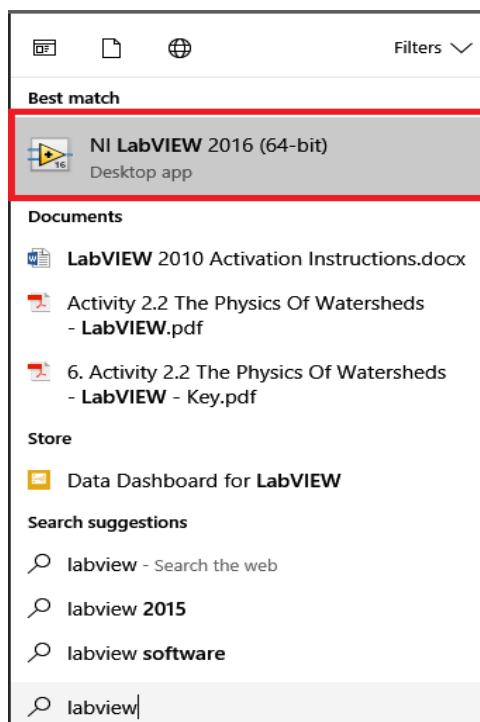 Filters
Best match
NI LabVIEW 2016 (64-bit)
16
Desktop app
Documents
LabVIEW 2010 Activation Instructions.docx
Activity 2.2 The Physics Of Watersheds
- LabVIEW.pdf
6. Activity 2.2 The Physics Of Watersheds
- LabVIEW - Key.pdf
Store
Data Dashboard for LabVIEW
Search suggestions
labview - Search the web
labview 2015
labview software
labview